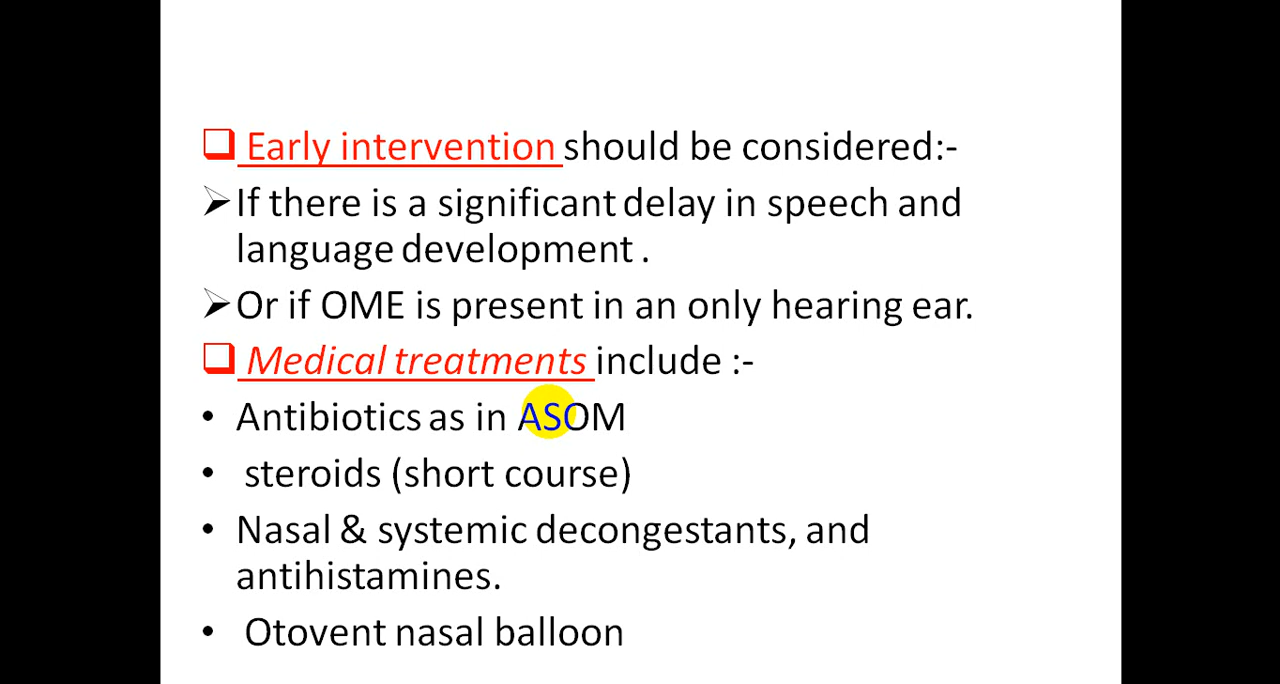 Early intervention should be considered:-
If there is a significant delay in speech and
language development .
Or if OME is present in an only hearing ear.
Medical treatments include :-
• Antibiotics as in ASOM
• steroids (short course)
• Nasal & systemic decongestants, and
antihistamines.
• Otovent nasal balloon